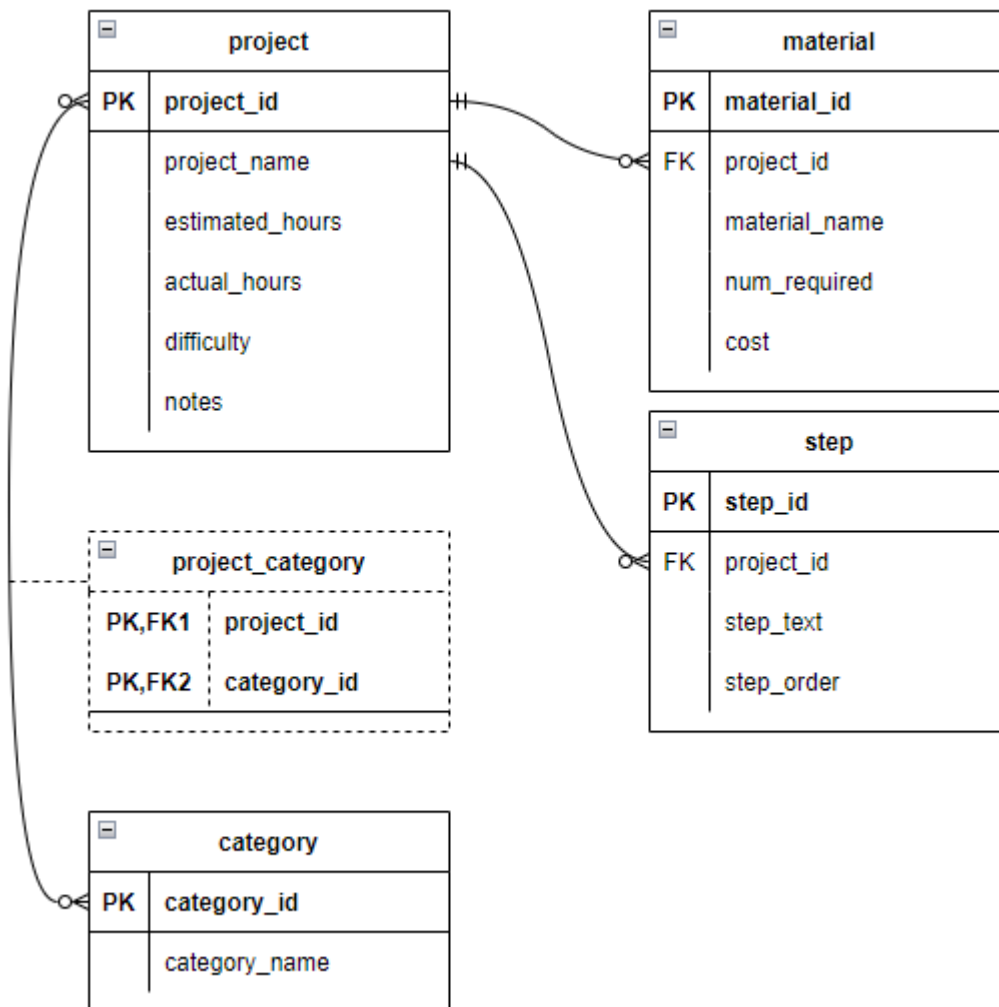 project
PK project_id
project_name
estimated_hours
actual_hours
difficulty
notes
material
PK material_id
FK project_id
material_name
num_required
cost
step
PK step_id
FK project_id
step_text
step_order
project_category
PK,FK1 project_id
PK,FK2 category_id
category
PK category_id
category_name